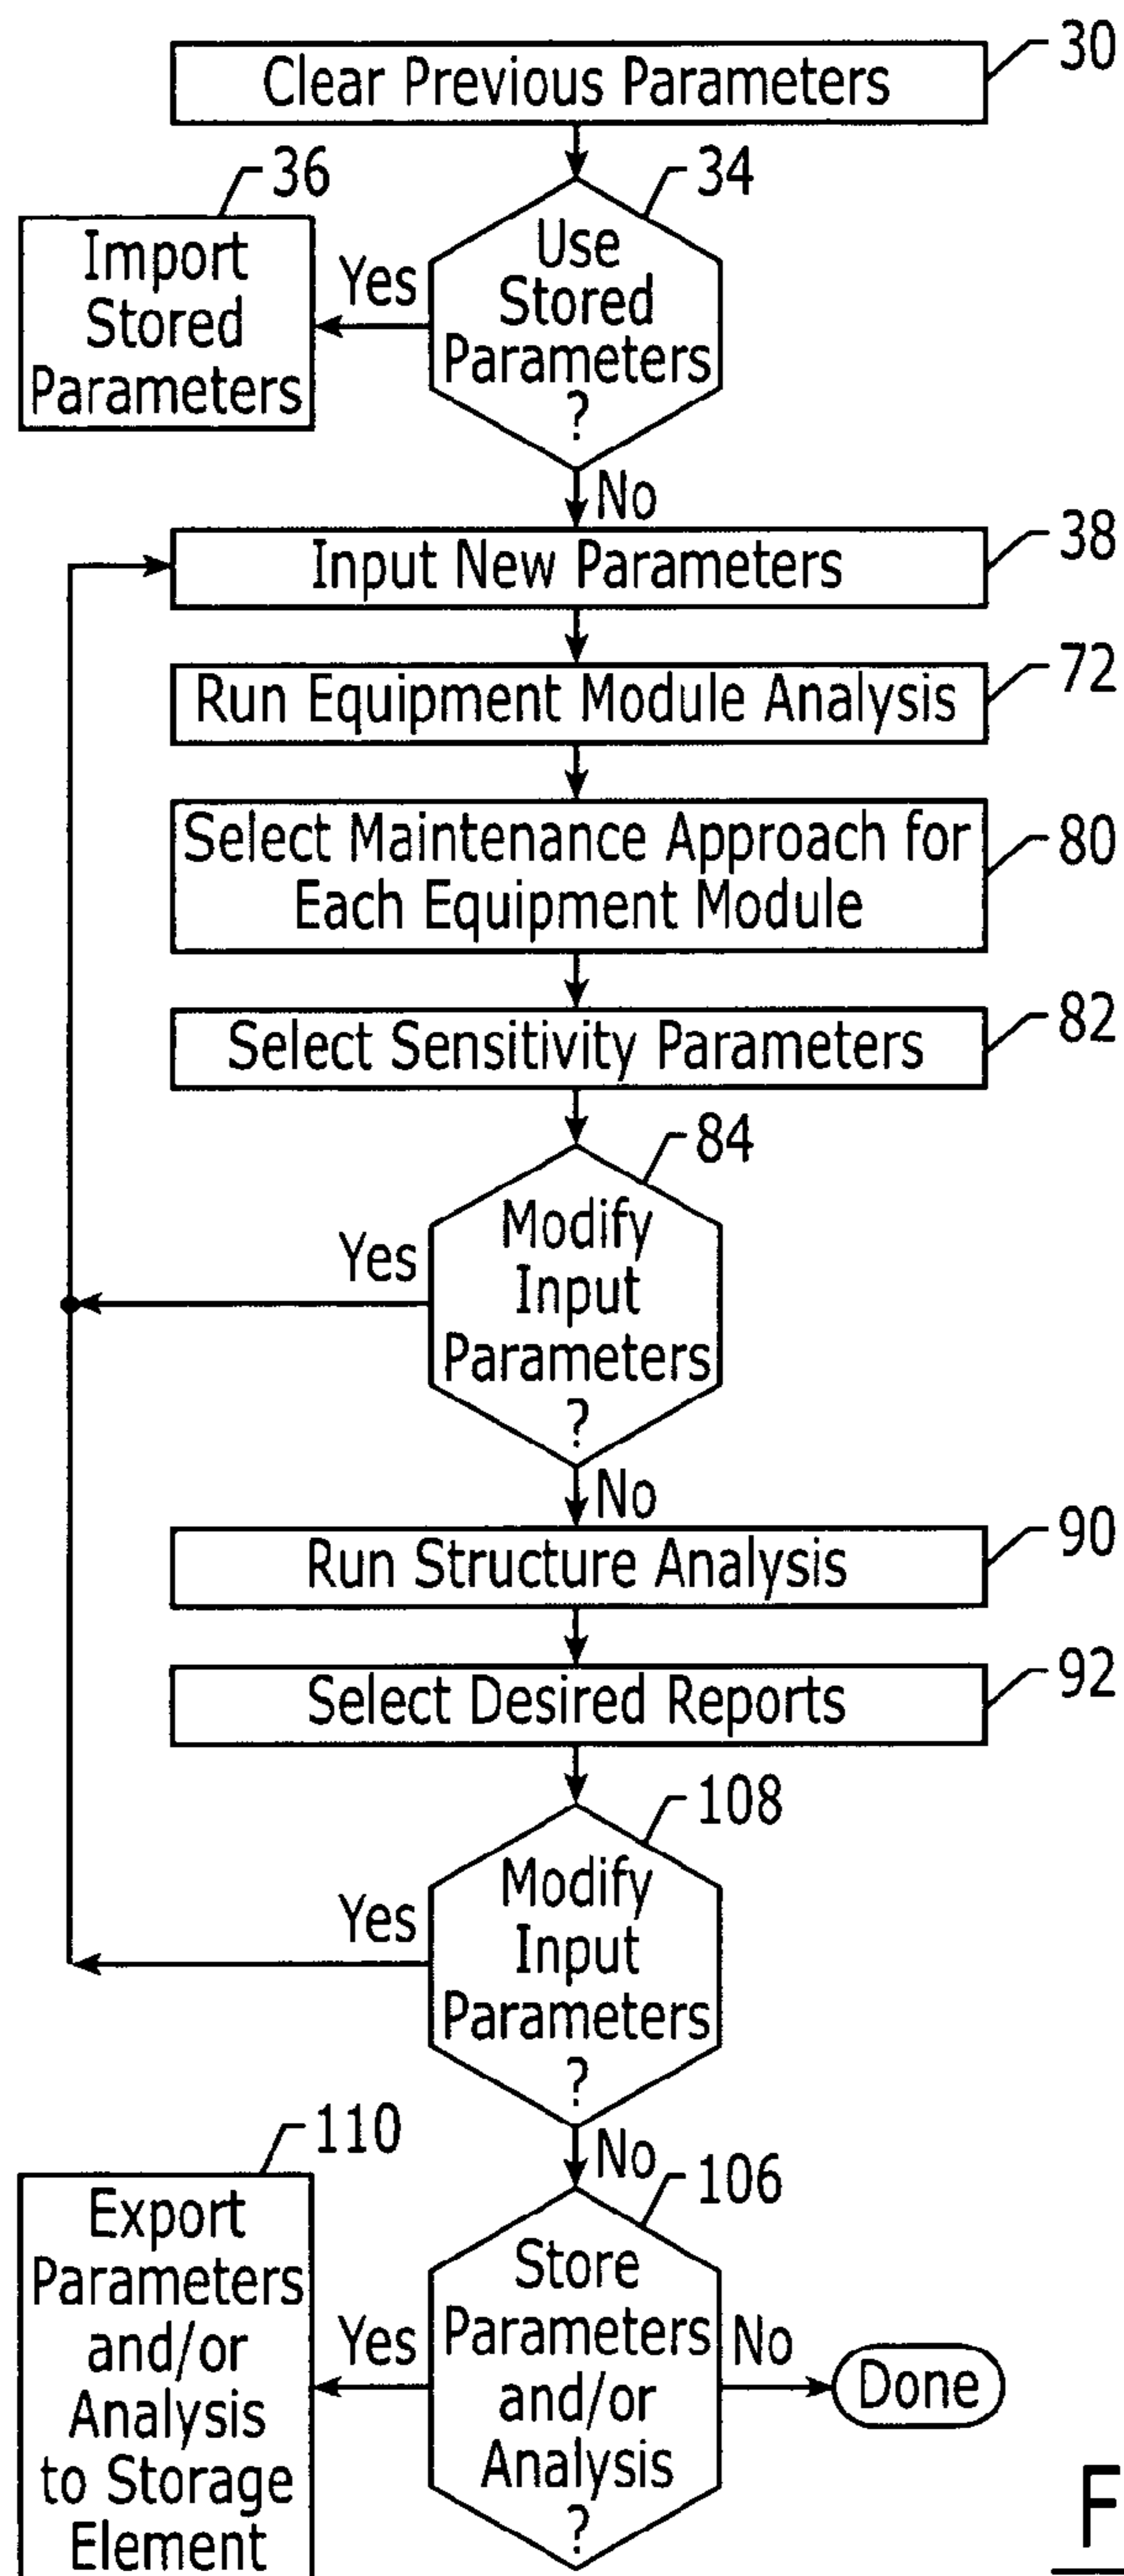 30
Clear Previous Parameters
36
34
Import
Stored
Parameters
Yes
Use
Stored
Parameters
?
No
38
Input New Parameters
72
Run Equipment Module Analysis
80
Select Maintenance Approach for
Each Equipment Module
82
Select Sensitivity Parameters
84
Yes
Modify
Input
Parameters
?
No
90
Run Structure Analysis
92
Select Desired Reports
108
Yes
Modify
Input
Parameters
?
110
No
106
Export
Parameters
and/or
Analysis
to Storage
Element
Yes
Store
Parameters
and/or
Analysis
?
No
Done
F